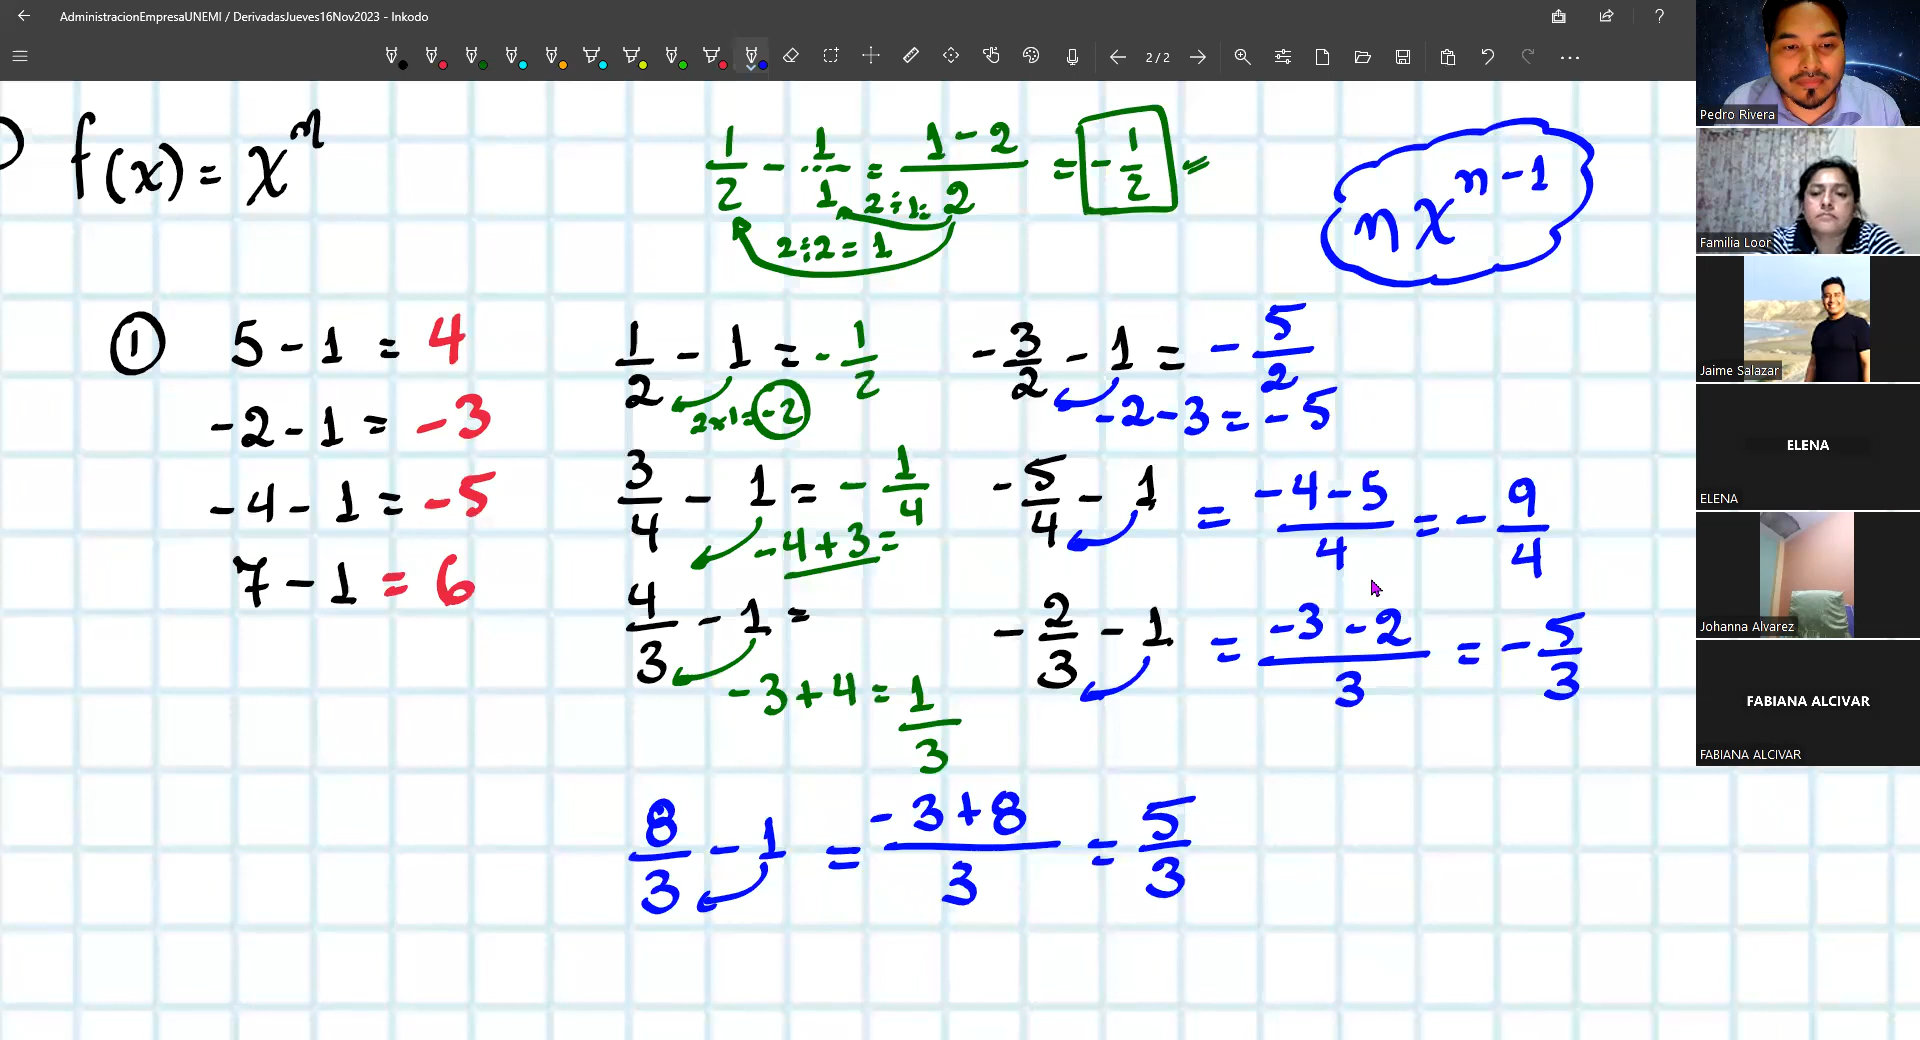 AdministracionEmpresaUNEMI / DerivadasJueves16Nov2023 - Inkodo
2 / 2
f(x) = x^n
1/2 - 1/1 = (1 - 2)/2 = -1/2
2÷1=
2÷2 = 1
n x^(n-1)
①
5 - 1 = 4
-2 - 1 = -3
-4 - 1 = -5
7 - 1 = 6
1/2 - 1 = -1/2
2x1=-2
3/4 - 1 = -1/4
-4+3=
4/3 - 1 =
-3+4 = 1/3
-3/2 - 1 = -5/2
-2-3 = -5
-5/4 - 1 = (-4-5)/4 = -9/4
-2/3 - 1 = (-3-2)/3 = -5/3
8/3 - 1 = (-3+8)/3 = 5/3
Pedro Rivera
Familia Loor
Jaime Salazar
ELENA
ELENA
Johanna Alvarez
FABIANA ALCIVAR
FABIANA ALCIVAR